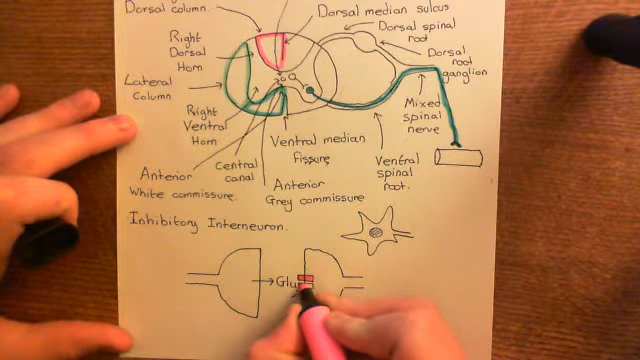 Dorsal column
Dorsal median sulcus
Dorsal spinal
root
Right
Dorsal
Horn
Dorsal
root
ganglion
Lateral
Column
Mixed
spinal
nerve
Right
Ventral
Horn
Ventral median
fissure
Central
canal
Ventral
spinal
root.
Anterior
White commissure.
Anterior
Grey commissure
Inhibitory Interneuron.
Glu